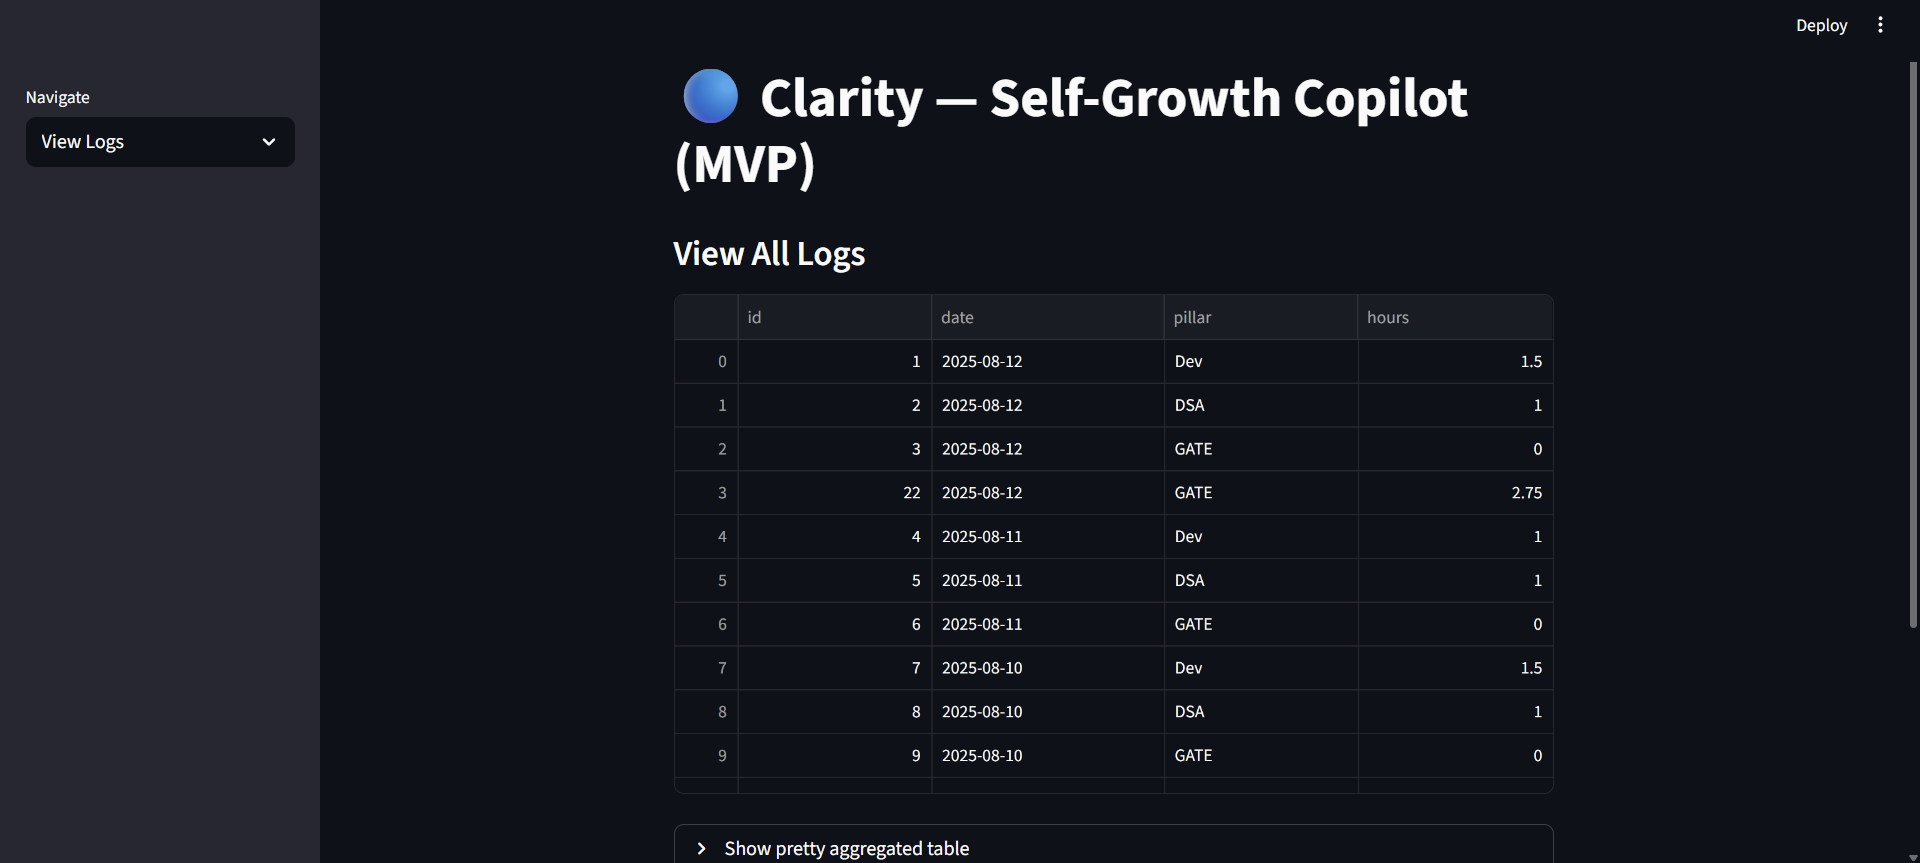 Deploy
Navigate
View Logs
Clarity — Self-Growth Copilot
(MVP)
View All Logs
id date pillar hours
0 1 2025-08-12 Dev 1.5
1 2 2025-08-12 DSA 1
2 3 2025-08-12 GATE 0
3 22 2025-08-12 GATE 2.75
4 4 2025-08-11 Dev 1
5 5 2025-08-11 DSA 1
6 6 2025-08-11 GATE 0
7 7 2025-08-10 Dev 1.5
8 8 2025-08-10 DSA 1
9 9 2025-08-10 GATE 0
Show pretty aggregated table